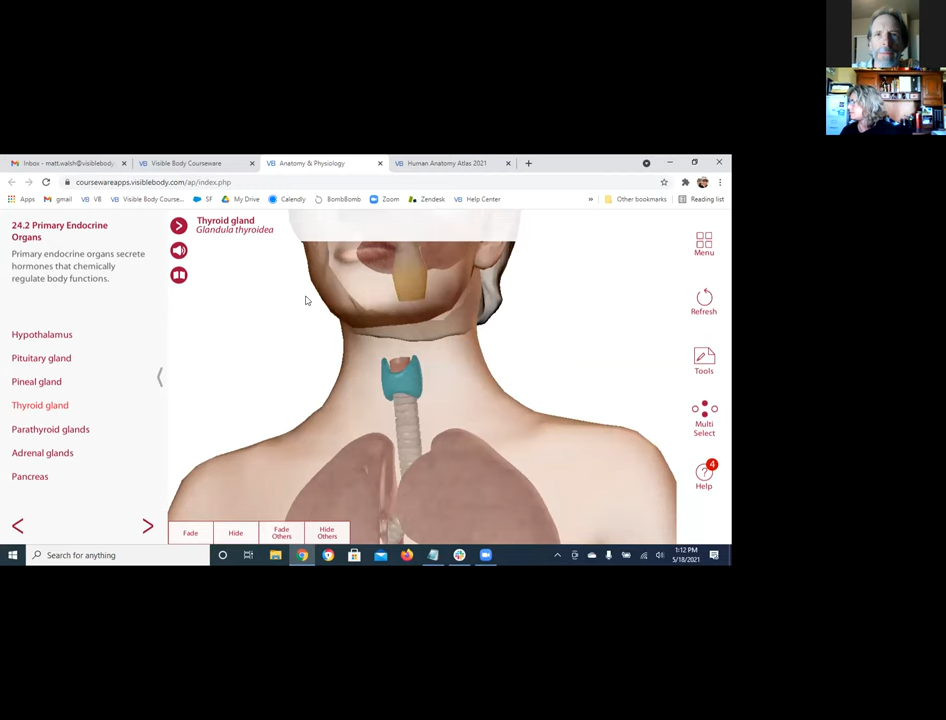 Inbox - matt.walsh@visiblebody.
Visible Body Courseware
Anatomy & Physiology
Human Anatomy Atlas 2021
coursewareapps.visiblebody.com/ap/index.php
Apps gmail VB Visible Body Course... SF My Drive Calendly BombBomb Zoom Zendesk Help Center » Other bookmarks Reading list
24.2 Primary Endocrine
Organs
Primary endocrine organs secrete
hormones that chemically
regulate body functions.
Hypothalamus
Pituitary gland
Pineal gland
Thyroid gland
Parathyroid glands
Adrenal glands
Pancreas
Thyroid gland
Glandula thyroidea
Menu
Refresh
Tools
Multi
Select
4
Help
Fade
Hide
Fade
Others
Hide
Others
Search for anything
1:12 PM
5/18/2021